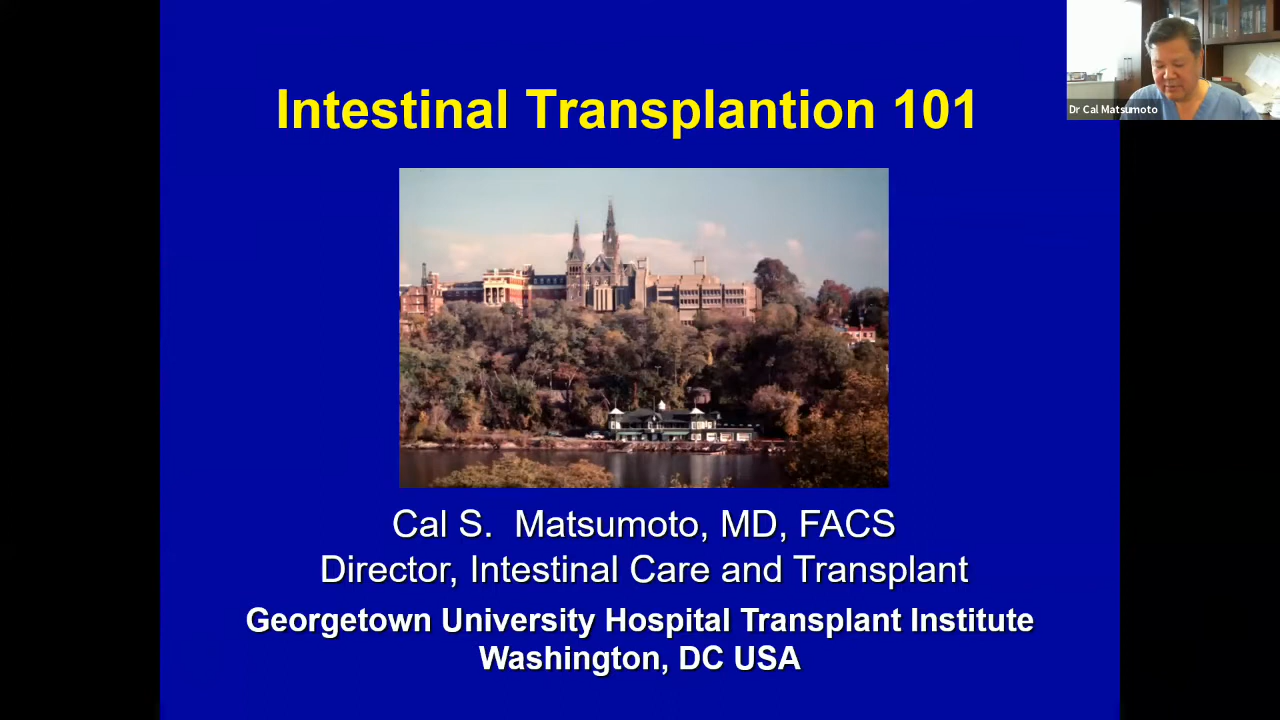 Intestinal Transplantion 101
Dr Cal Matsumoto
Cal S. Matsumoto, MD, FACS
Director, Intestinal Care and Transplant
Georgetown University Hospital Transplant Institute
Washington, DC USA